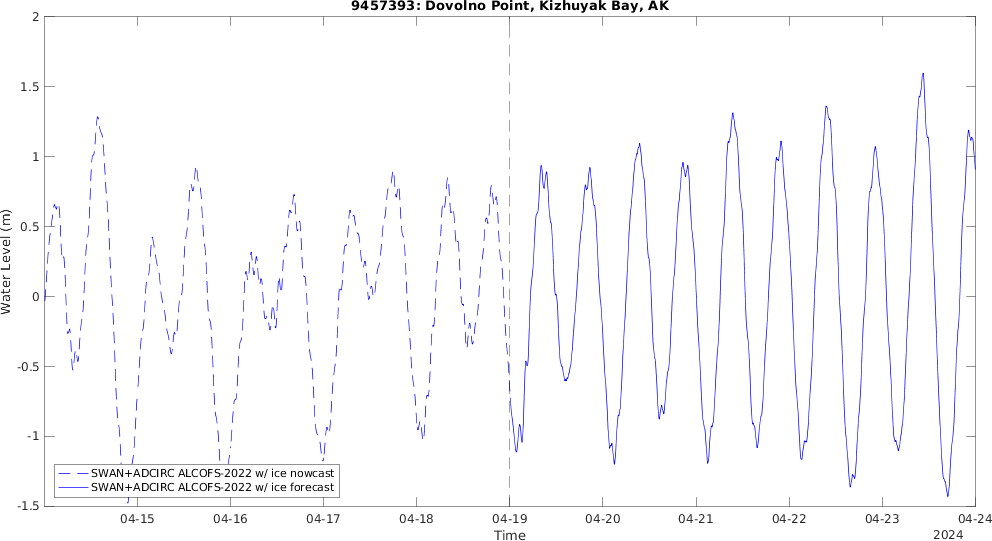 9457393: Dovolno Point, Kizhuyak Bay, AK
Water Level (m)
2
1.5
1
0.5
0
-0.5
-1
-1.5
SWAN+ADCIRC ALCOFS-2022 w/ ice nowcast
SWAN+ADCIRC ALCOFS-2022 w/ ice forecast
04-15 04-16 04-17 04-18 04-19 04-20 04-21 04-22 04-23 04-24
Time
2024